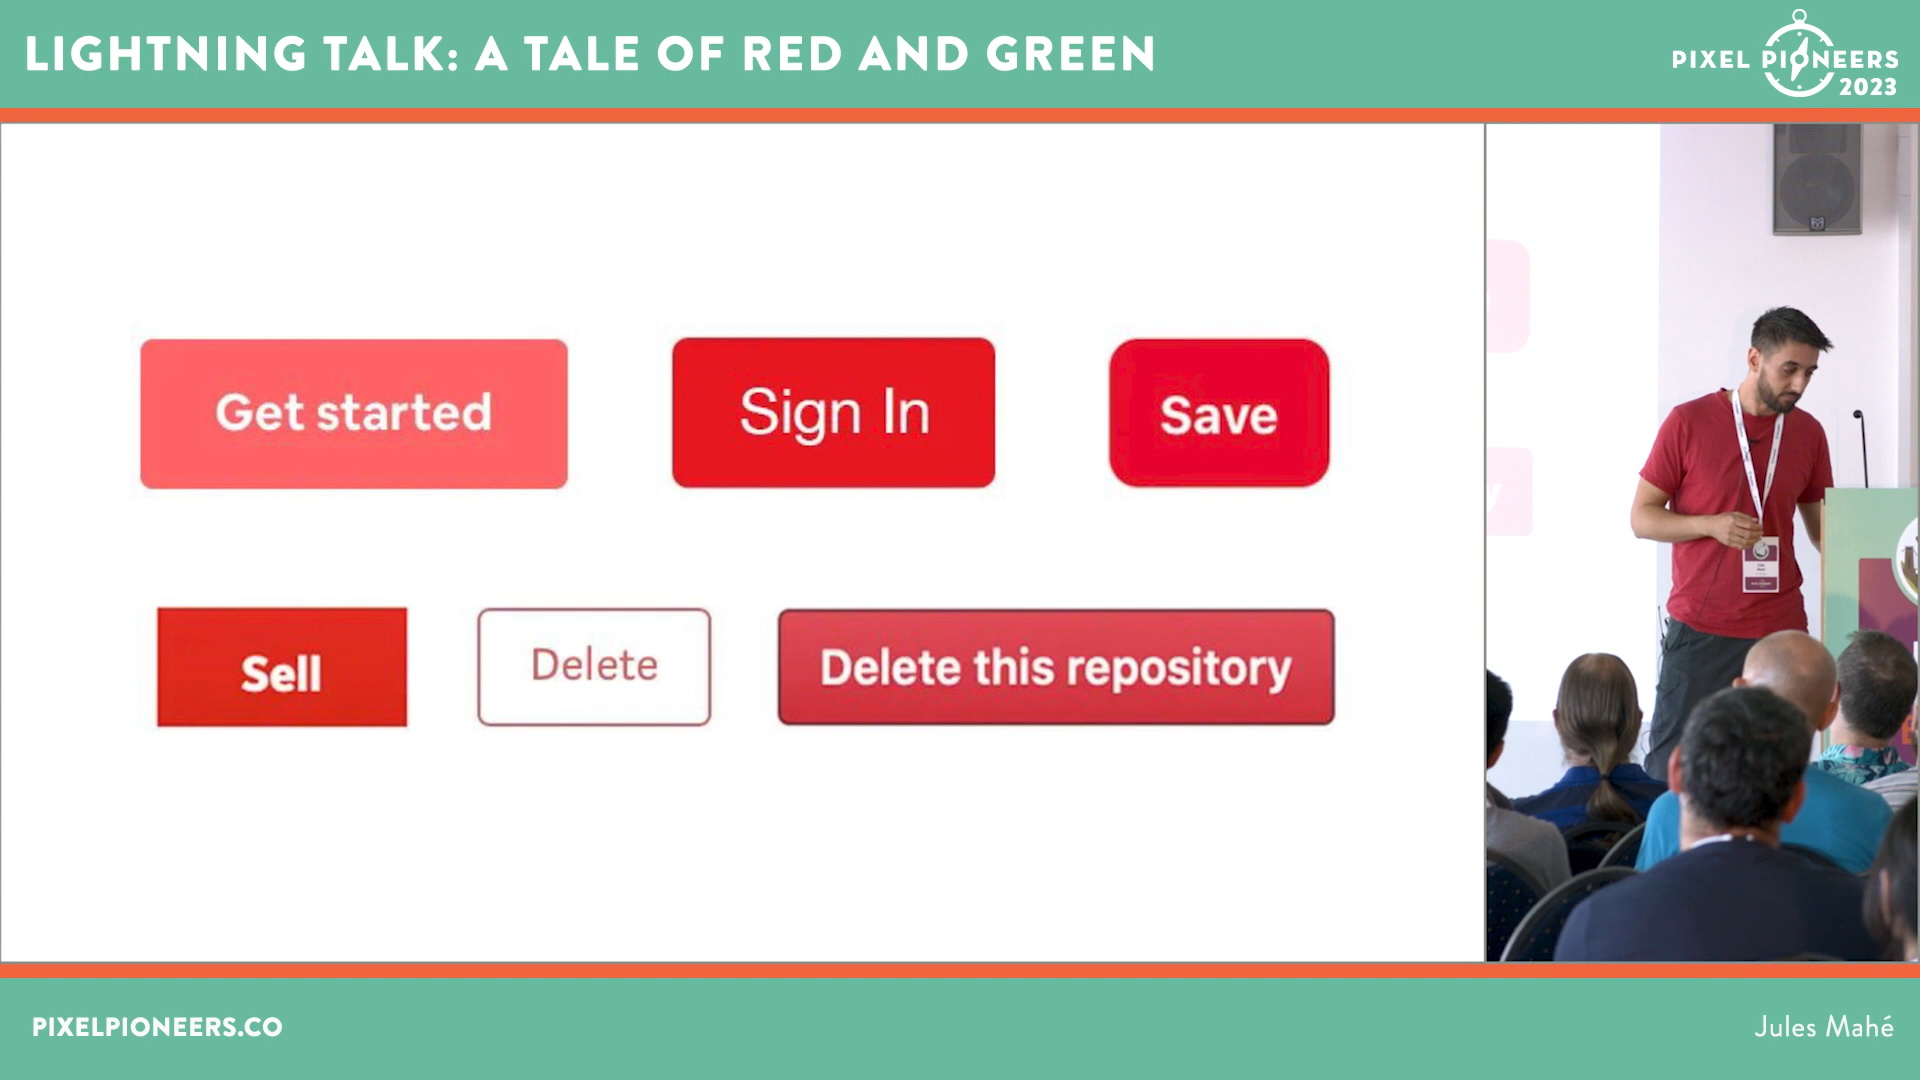 LIGHTNING TALK: A TALE OF RED AND GREEN
PIXEL PIONEERS
2023
Get started
Sign In
Save
Sell
Delete
Delete this repository
PIXELPIONEERS.CO
Jules Mahé